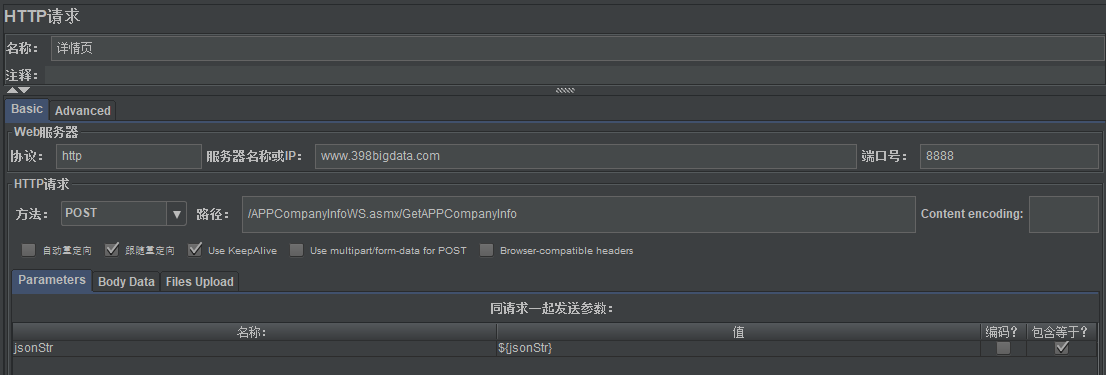 HTTP请求
名称： 详情页
注释：
Basic Advanced
Web服务器
协议： http 服务器名称或IP： www.398bigdata.com 端口号： 8888
HTTP请求
方法： POST 路径： /APPCompanyInfoWS.asmx/GetAPPCompanyInfo Content encoding:
自动重定向 跟随重定向 Use KeepAlive Use multipart/form-data for POST Browser-compatible headers
Parameters Body Data Files Upload
同请求一起发送参数：
名称： 值 编码？ 包含等于？
jsonStr ${jsonStr}